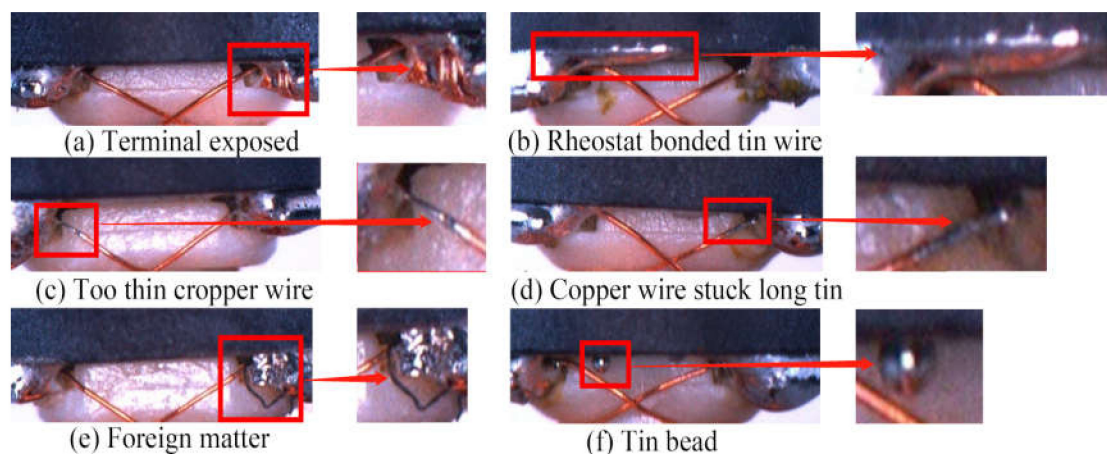 (a) Terminal exposed
(b) Rheostat bonded tin wire
(c) Too thin cropper wire
(d) Copper wire stuck long tin
(e) Foreign matter
(f) Tin bead